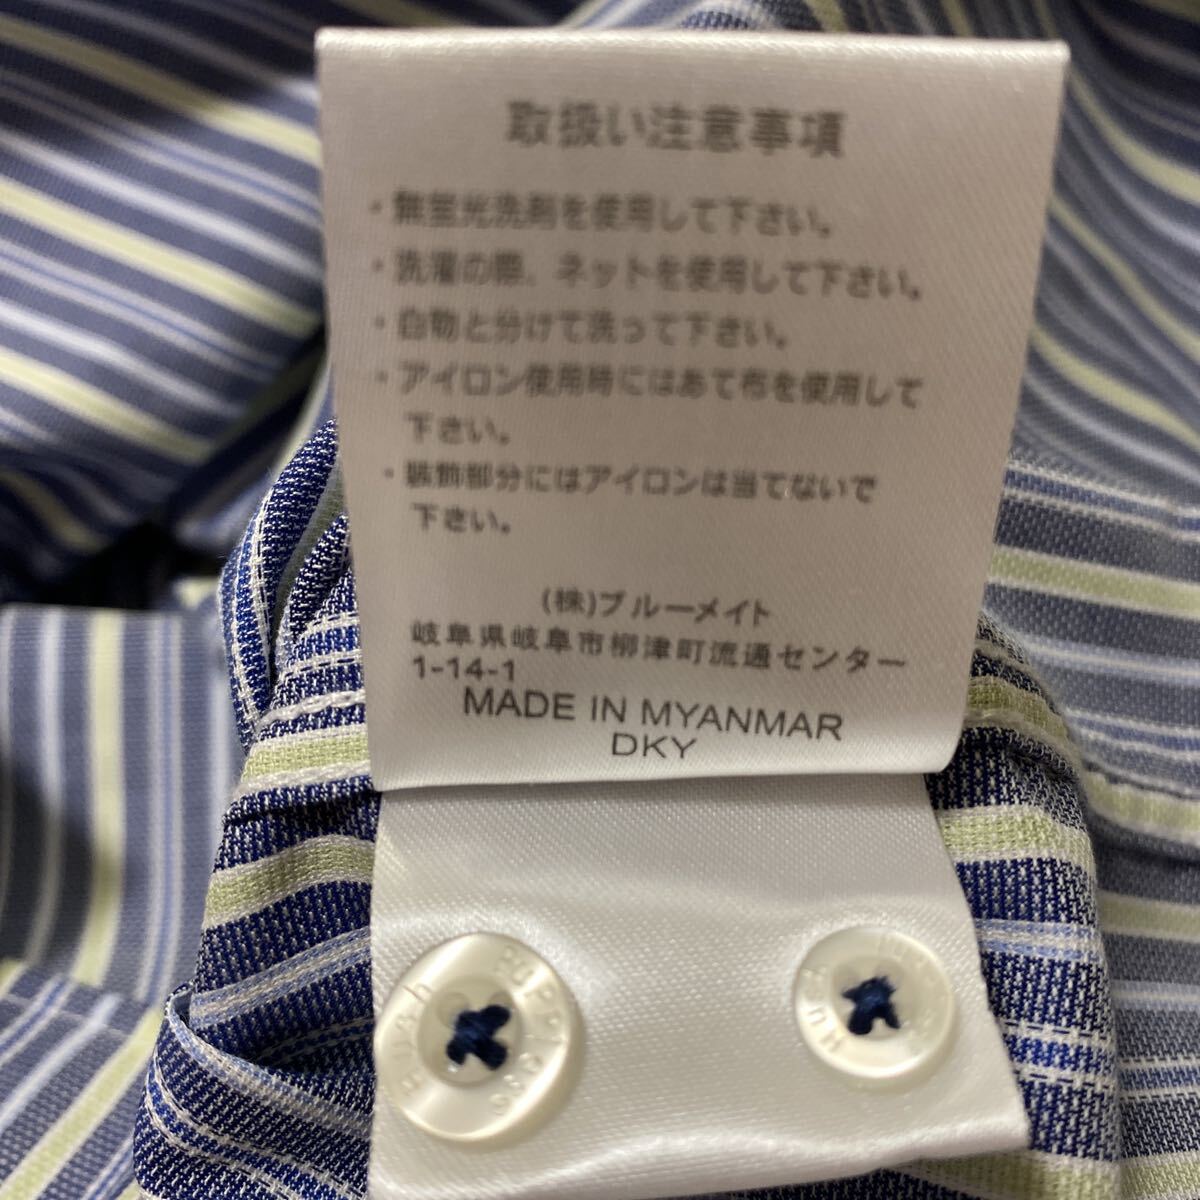 取扱い注意事項
・無蛍光洗剤を使用して下さい。
・洗濯の際、ネットを使用して下さい。
・白物と分けて洗って下さい。
・アイロン使用時にはあて布を使用して
下さい。
・装飾部分にはアイロンは当てないで
下さい。
(株)ブルーメイト
岐阜県岐阜市柳津町流通センター
1-14-1
MADE IN MYANMAR
DKY